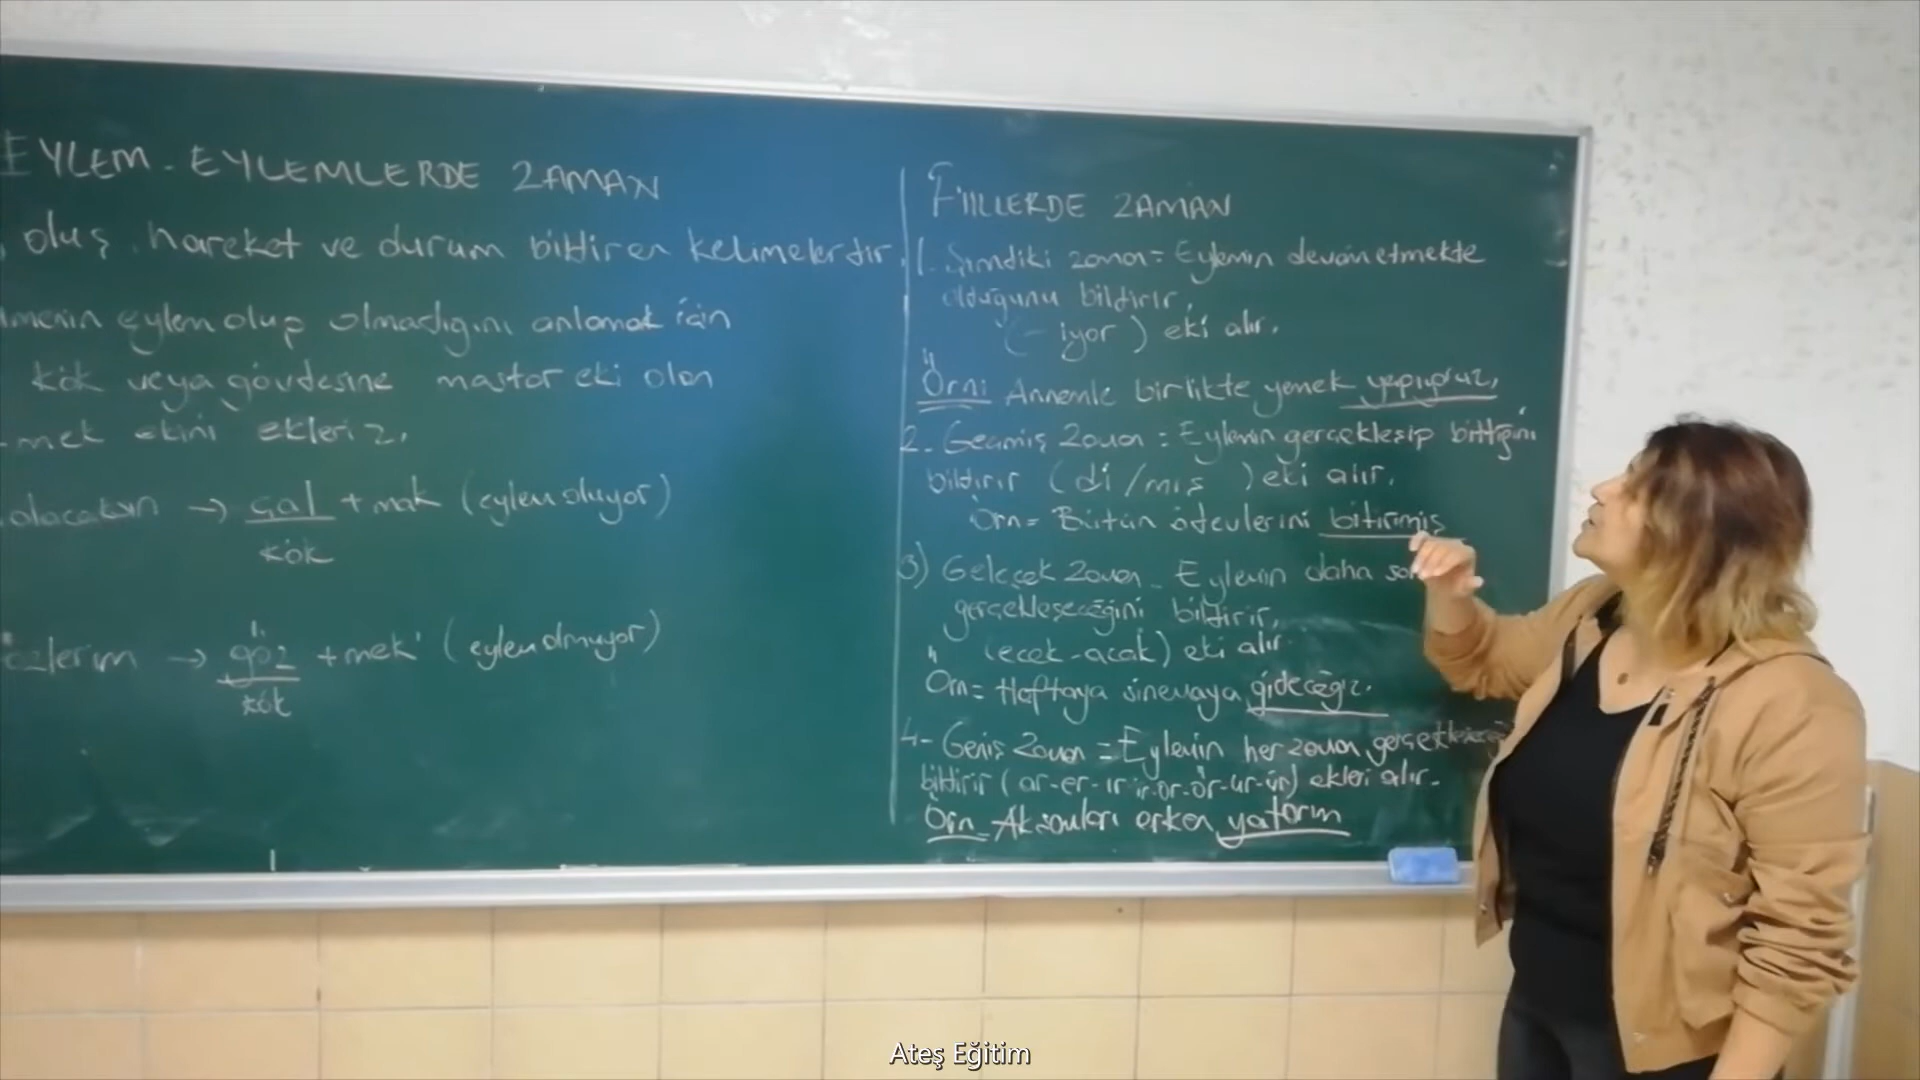 EYLEM - EYLEMLERDE ZAMAN
oluş, hareket ve durum bildiren kelimelerdir.
eylem olup olmadığını anlamak için
kök veya gövdesine mastar eki olan
-mek ekini ekleriz.
→ çal + mak (eylem oluyor)
kök
→ göz + mek (eylem olmuyor)
kök
FİİLLERDE ZAMAN
1. Şimdiki zaman = Eylemin devam etmekte
olduğunu bildirir.
(- iyor) eki alır.
Örn: Annemle birlikte yemek yapıyoruz.
2- Geçmiş Zaman = Eylemin gerçekleşip bittiğini
bildirir (di/miş) eki alır.
Örn = Bütün ödevlerini bitirmiş
3) Gelecek Zaman - Eylemin daha
gerçekleşeceğini bildirir.
(ecek-acak) eki alır.
Örn = Haftaya sinemaya gideceğiz.
4- Geniş Zaman = Eylemin her zaman
bildirir (ar-er-ır-ir-or-ör-ur-ür) ekleri alır.
Örn = Akşamları erken yatarım
Ateş Eğitim